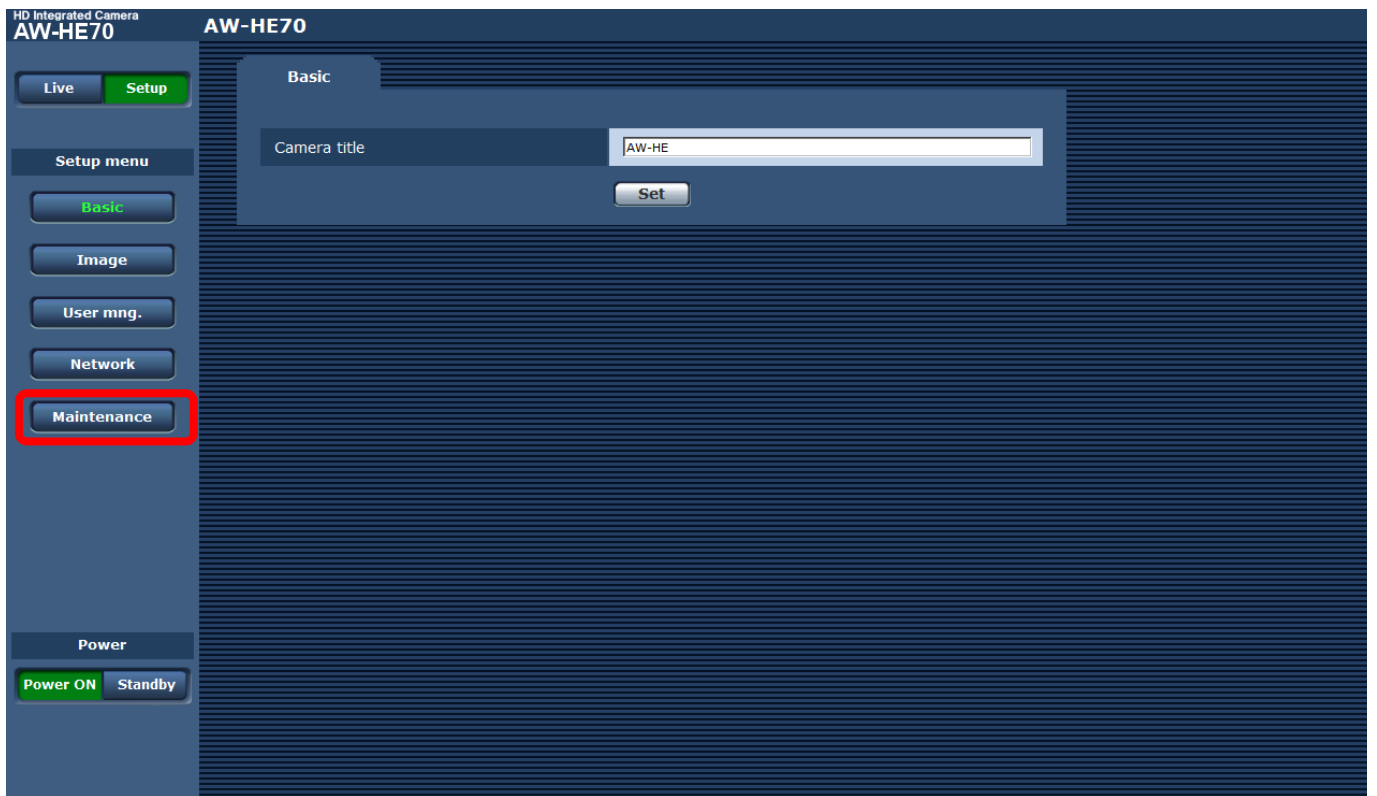 HD Integrated Camera
AW-HE70
AW-HE70
Live Setup
Setup menu
Basic
Image
User mng.
Network
Maintenance
Power
Power ON Standby
Basic
Camera title AW-HE
Set